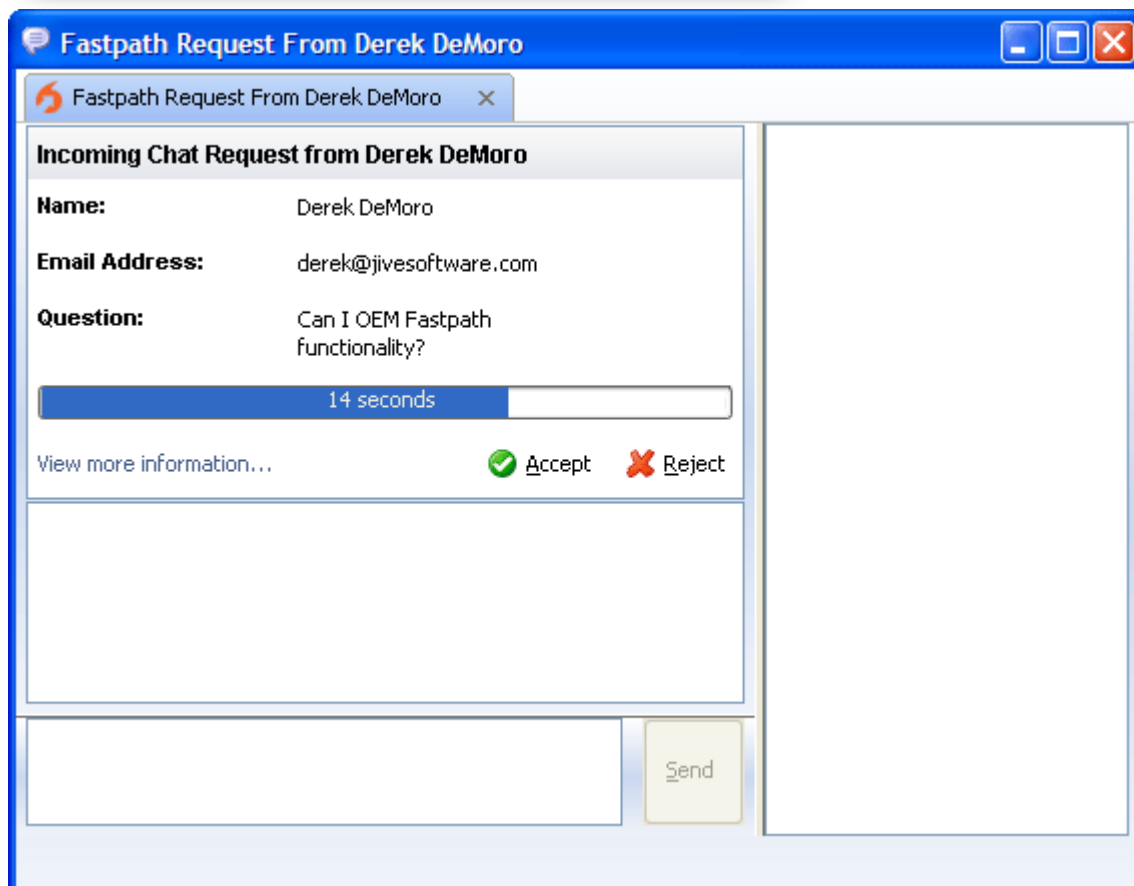 Fastpath Request From Derek DeMoro
Fastpath Request From Derek DeMoro
Incoming Chat Request from Derek DeMoro
Name: Derek DeMoro
Email Address: derek@jivesoftware.com
Question: Can I OEM Fastpath
functionality?
14 seconds
View more information... Accept Reject
Send